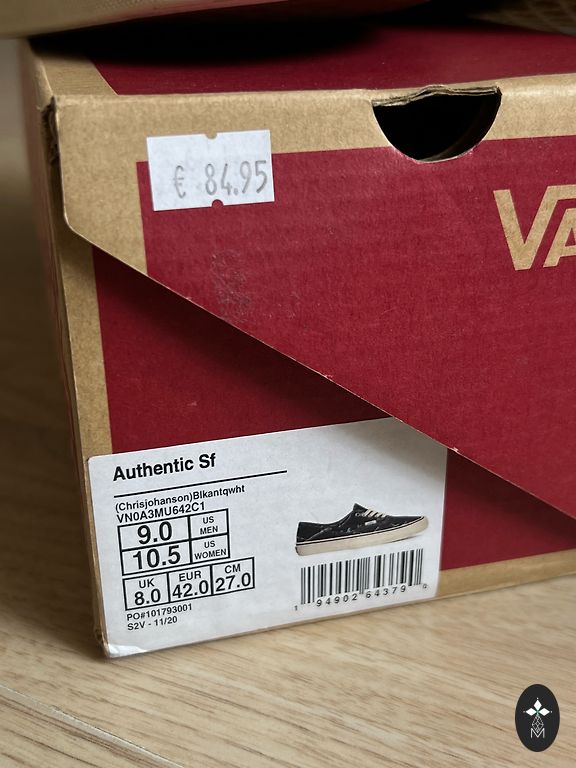 € 84.95
VA
Authentic Sf
(Chrisjohanson)Blkantqwht
VN0A3MU642C1
9.0 US MEN
10.5 US WOMEN
UK EUR CM
8.0 42.0 27.0
PO#101793001
S2V - 11/20
1 94902 64379 0
M